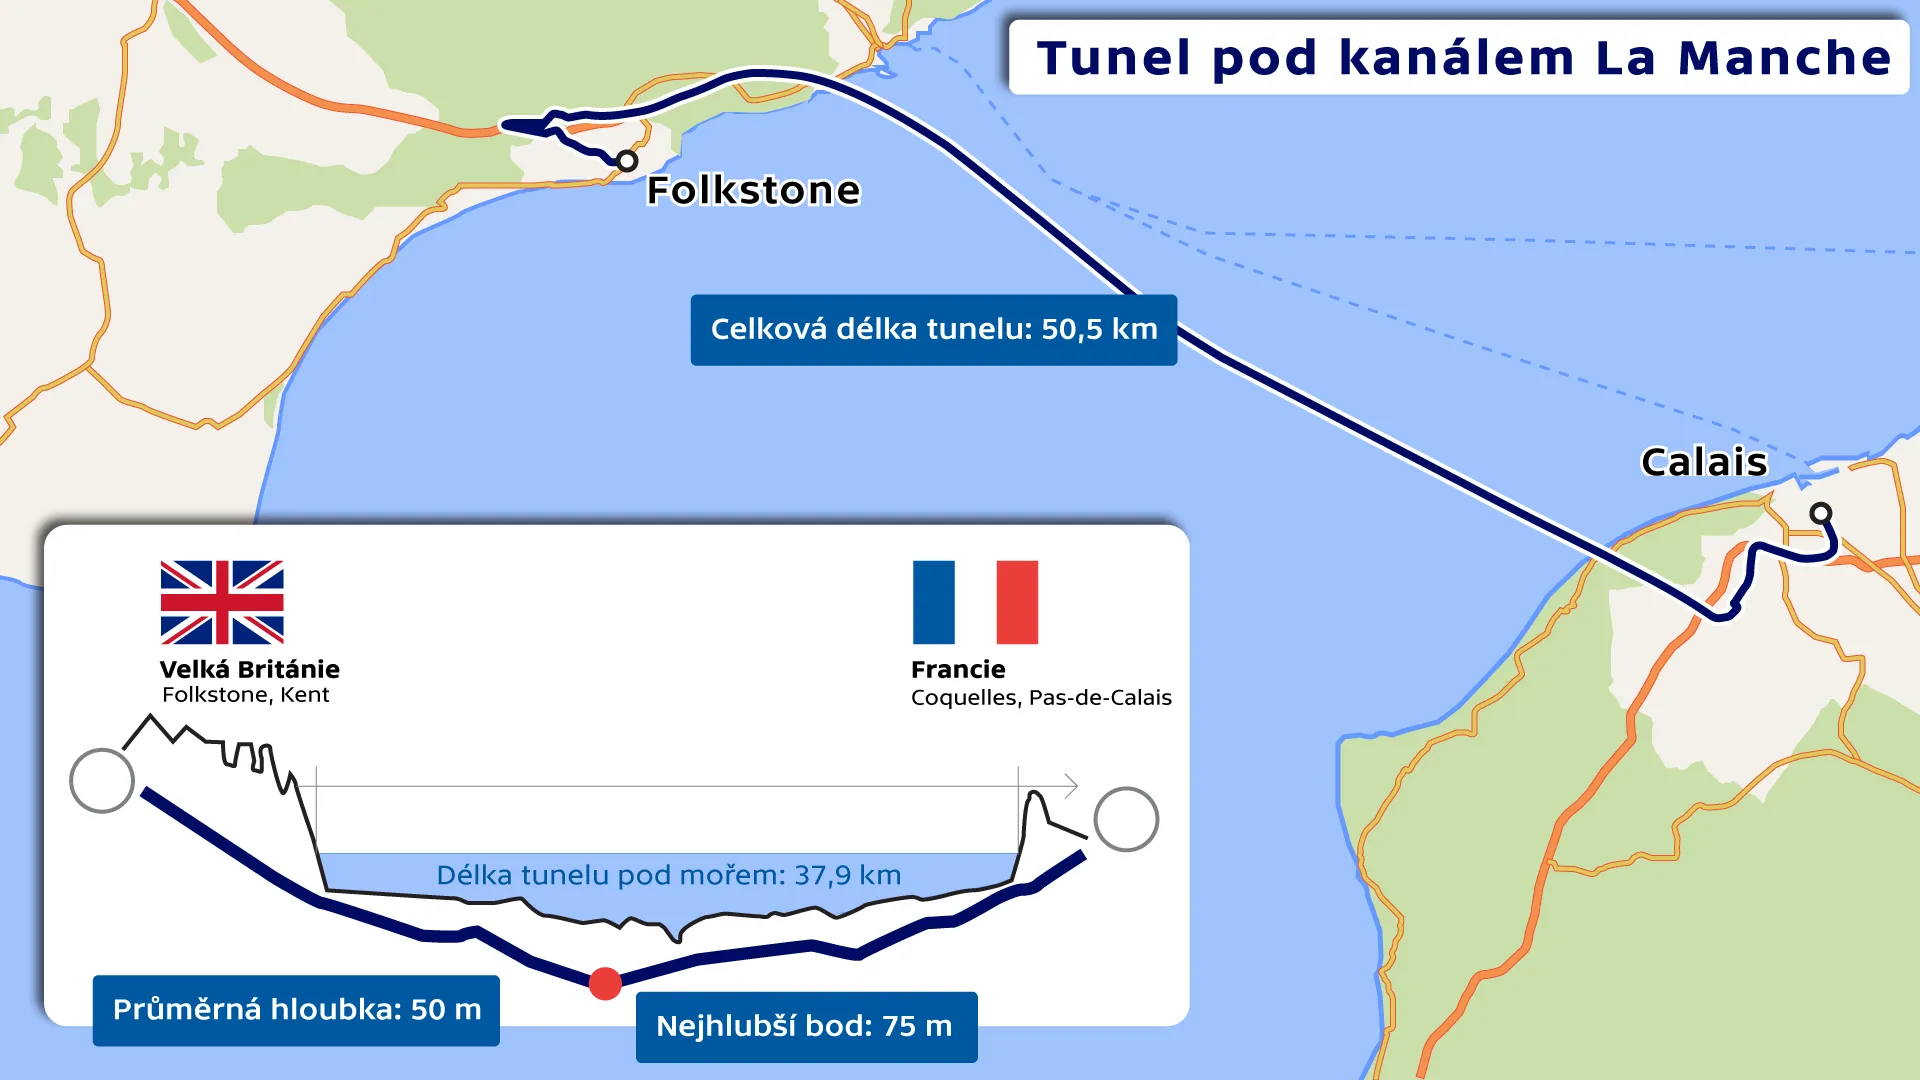 Tunel pod kanálem La Manche
Folkstone
Celková délka tunelu: 50,5 km
Calais
Velká Británie
Folkstone, Kent
Francie
Coquelles, Pas-de-Calais
Délka tunelu pod mořem: 37,9 km
Průměrná hloubka: 50 m
Nejhlubší bod: 75 m